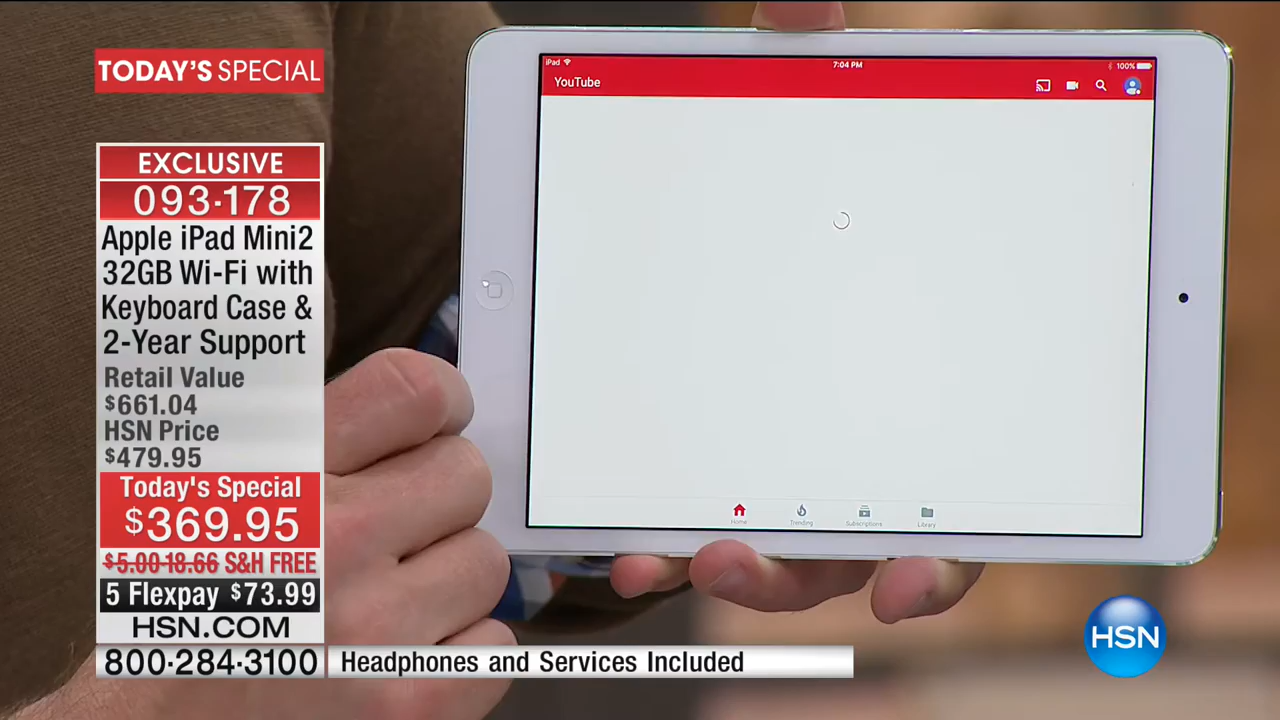 TODAY'S SPECIAL
EXCLUSIVE
093-178
Apple iPad Mini2
32GB Wi-Fi with
Keyboard Case &
2-Year Support
Retail Value
$661.04
HSN Price
$479.95
Today's Special
$369.95
$5.00-18.66 S&H FREE
5 Flexpay $73.99
HSN.COM
800-284-3100
Headphones and Services Included
iPad
7:04 PM
100%
YouTube
Home
Trending
Subscriptions
Library
HSN